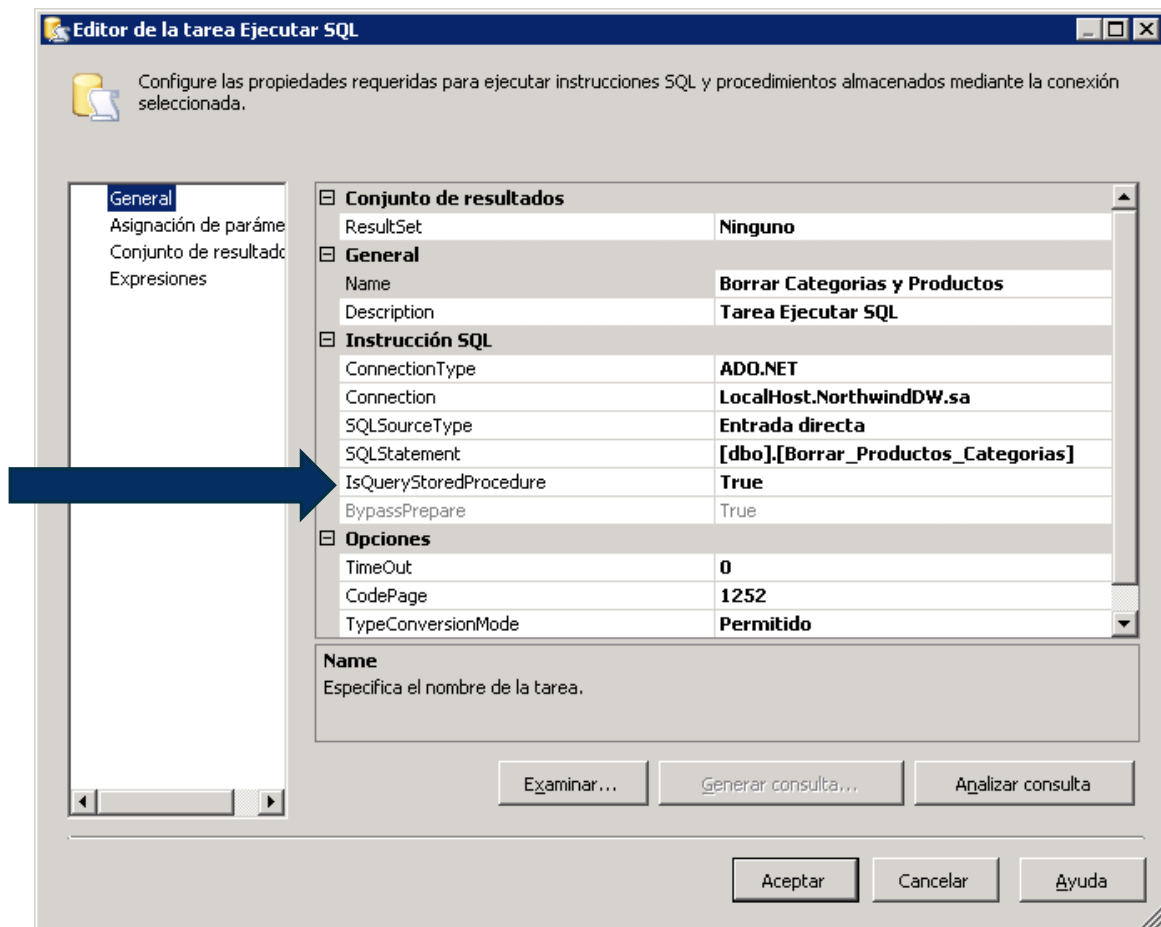 Editor de la tarea Ejecutar SQL
Configure las propiedades requeridas para ejecutar instrucciones SQL y procedimientos almacenados mediante la conexión
seleccionada.
General
Asignación de paráme
Conjunto de resultadc
Expresiones
Conjunto de resultados
ResultSet Ninguno
General
Name Borrar Categorias y Productos
Description Tarea Ejecutar SQL
Instrucción SQL
ConnectionType ADO.NET
Connection LocalHost.NorthwindDW.sa
SQLSourceType Entrada directa
SQLStatement [dbo].[Borrar_Productos_Categorias]
IsQueryStoredProcedure True
BypassPrepare True
Opciones
TimeOut 0
CodePage 1252
TypeConversionMode Permitido
Name
Especifica el nombre de la tarea.
Examinar... Generar consulta... Analizar consulta
Aceptar Cancelar Ayuda